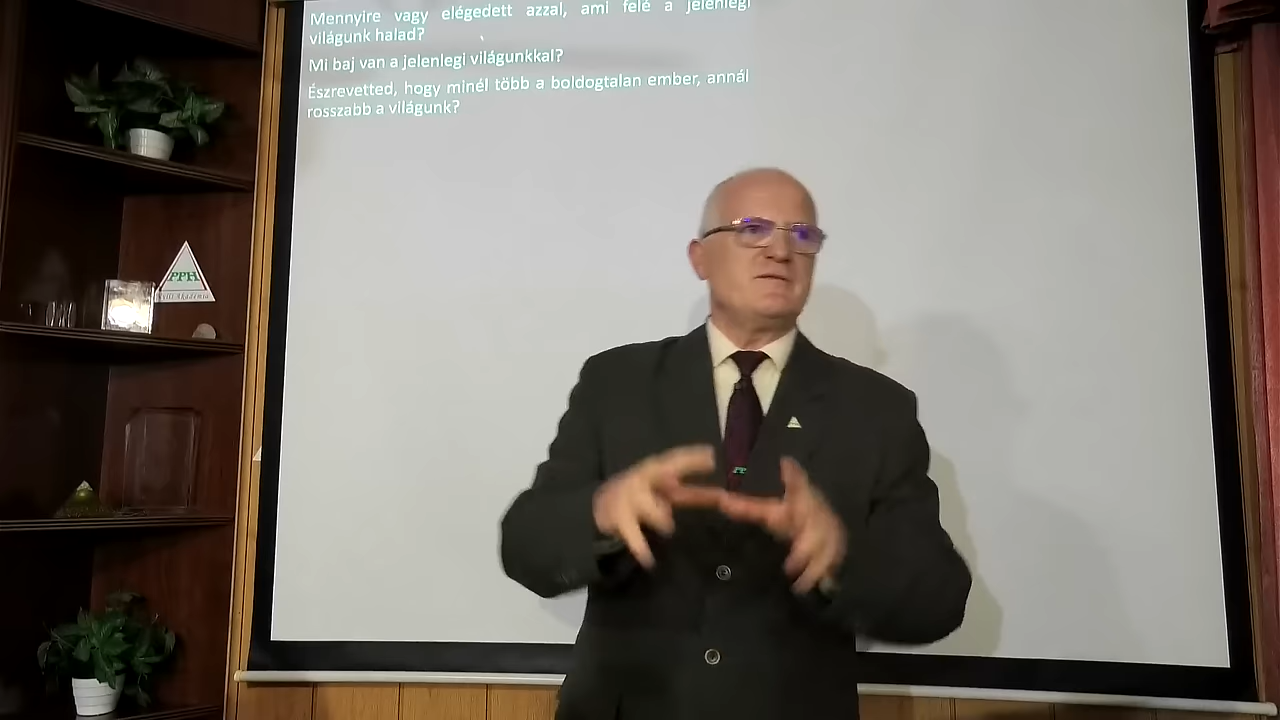 Mennyire vagy elégedett azzal, ami felé a jelenlegi
világunk halad?
Mi baj van a jelenlegi világunkkal?
Észrevetted, hogy minél több a boldogtalan ember, annál
rosszabb a világunk?
PPH